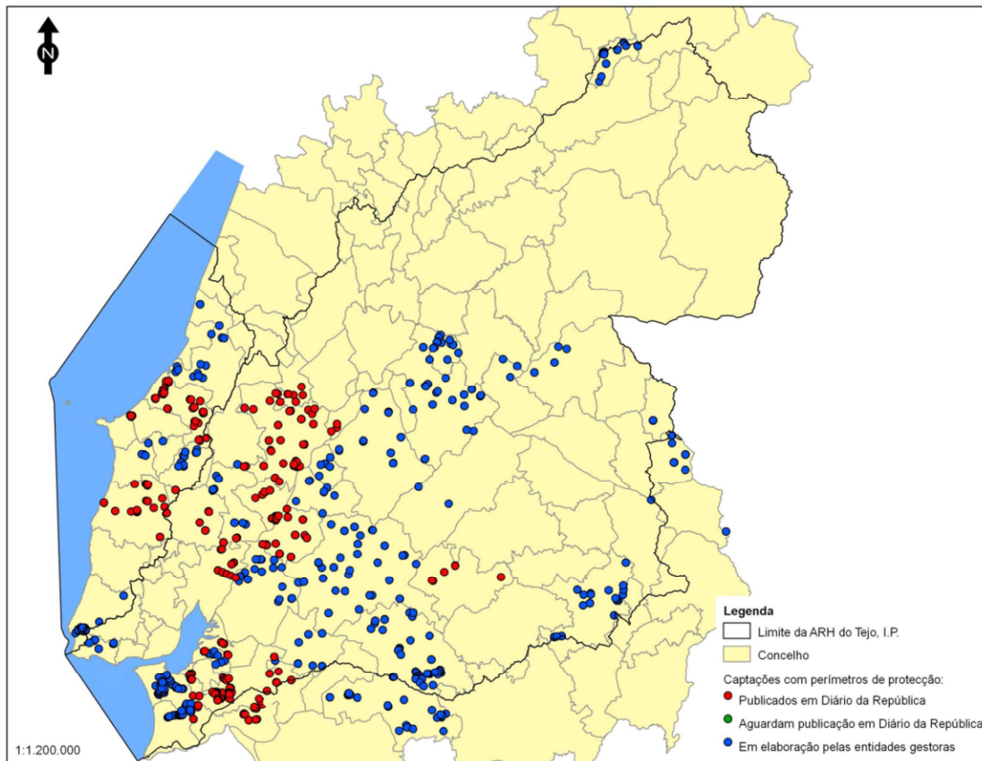 N
Legenda
Limite da ARH do Tejo, I.P.
Concelho
Captações com perímetros de protecção:
Publicados em Diário da República
Aguardam publicação em Diário da República
Em elaboração pelas entidades gestoras
1:1.200.000